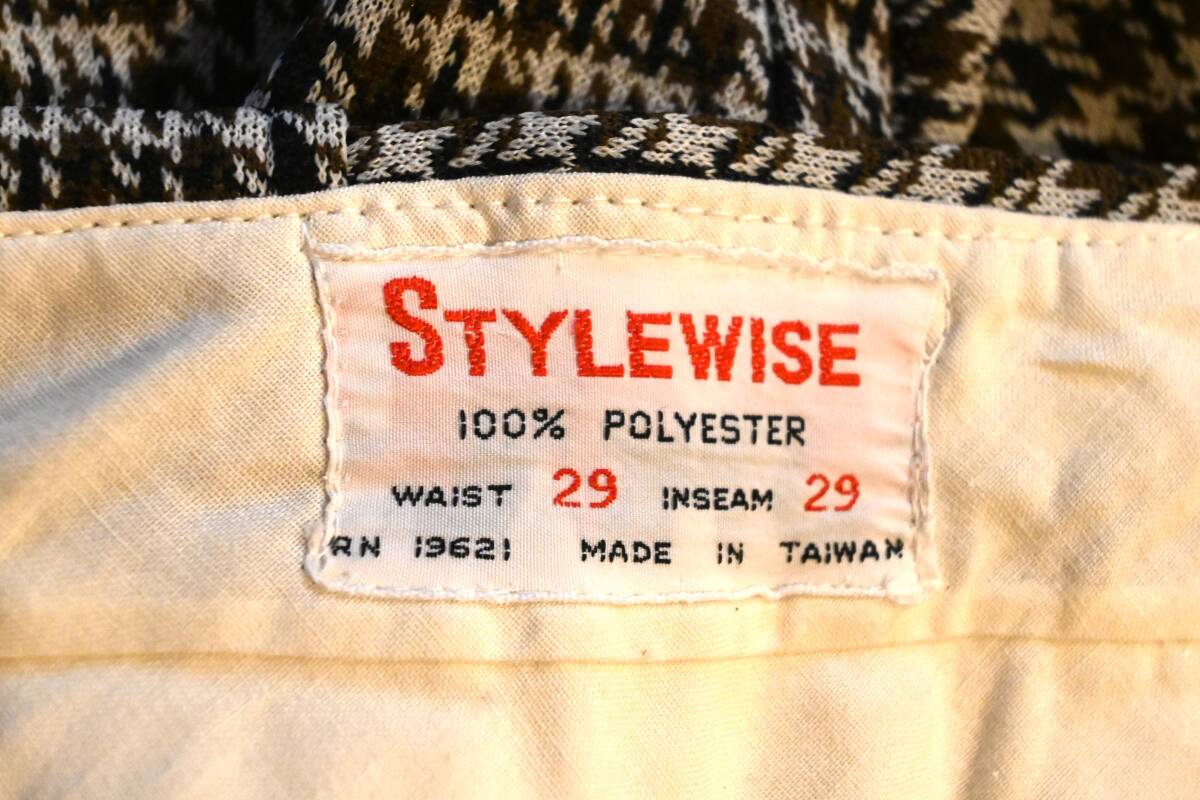 STYLEWISE
100% POLYESTER
WAIST 29 INSEAM 29
RN 19621 MADE IN TAIWAN